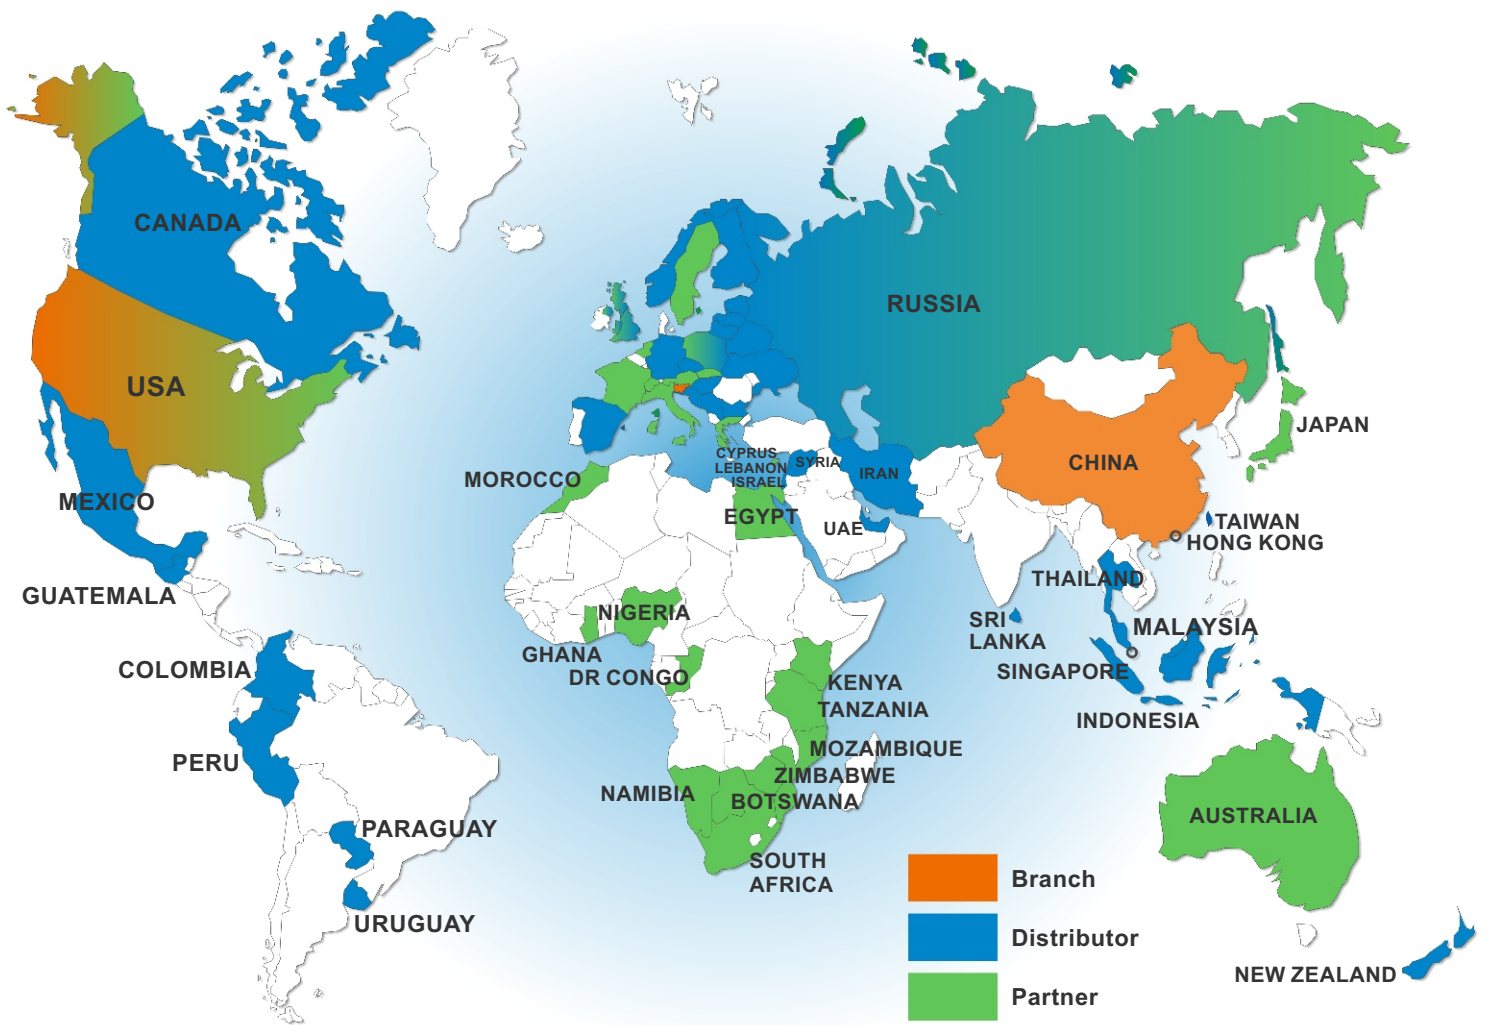 CANADA
RUSSIA
USA
JAPAN
CHINA
CYPRUS
LEBANON
ISRAEL
SYRIA
IRAN
MOROCCO
MEXICO
EGYPT
UAE
TAIWAN
HONG KONG
THAILAND
GUATEMALA
NIGERIA
SRI
LANKA
MALAYSIA
GHANA
DR CONGO
COLOMBIA
SINGAPORE
KENYA
TANZANIA
INDONESIA
PERU
MOZAMBIQUE
ZIMBABWE
NAMIBIA
BOTSWANA
AUSTRALIA
PARAGUAY
SOUTH
AFRICA
URUGUAY
NEW ZEALAND
Branch
Distributor
Partner